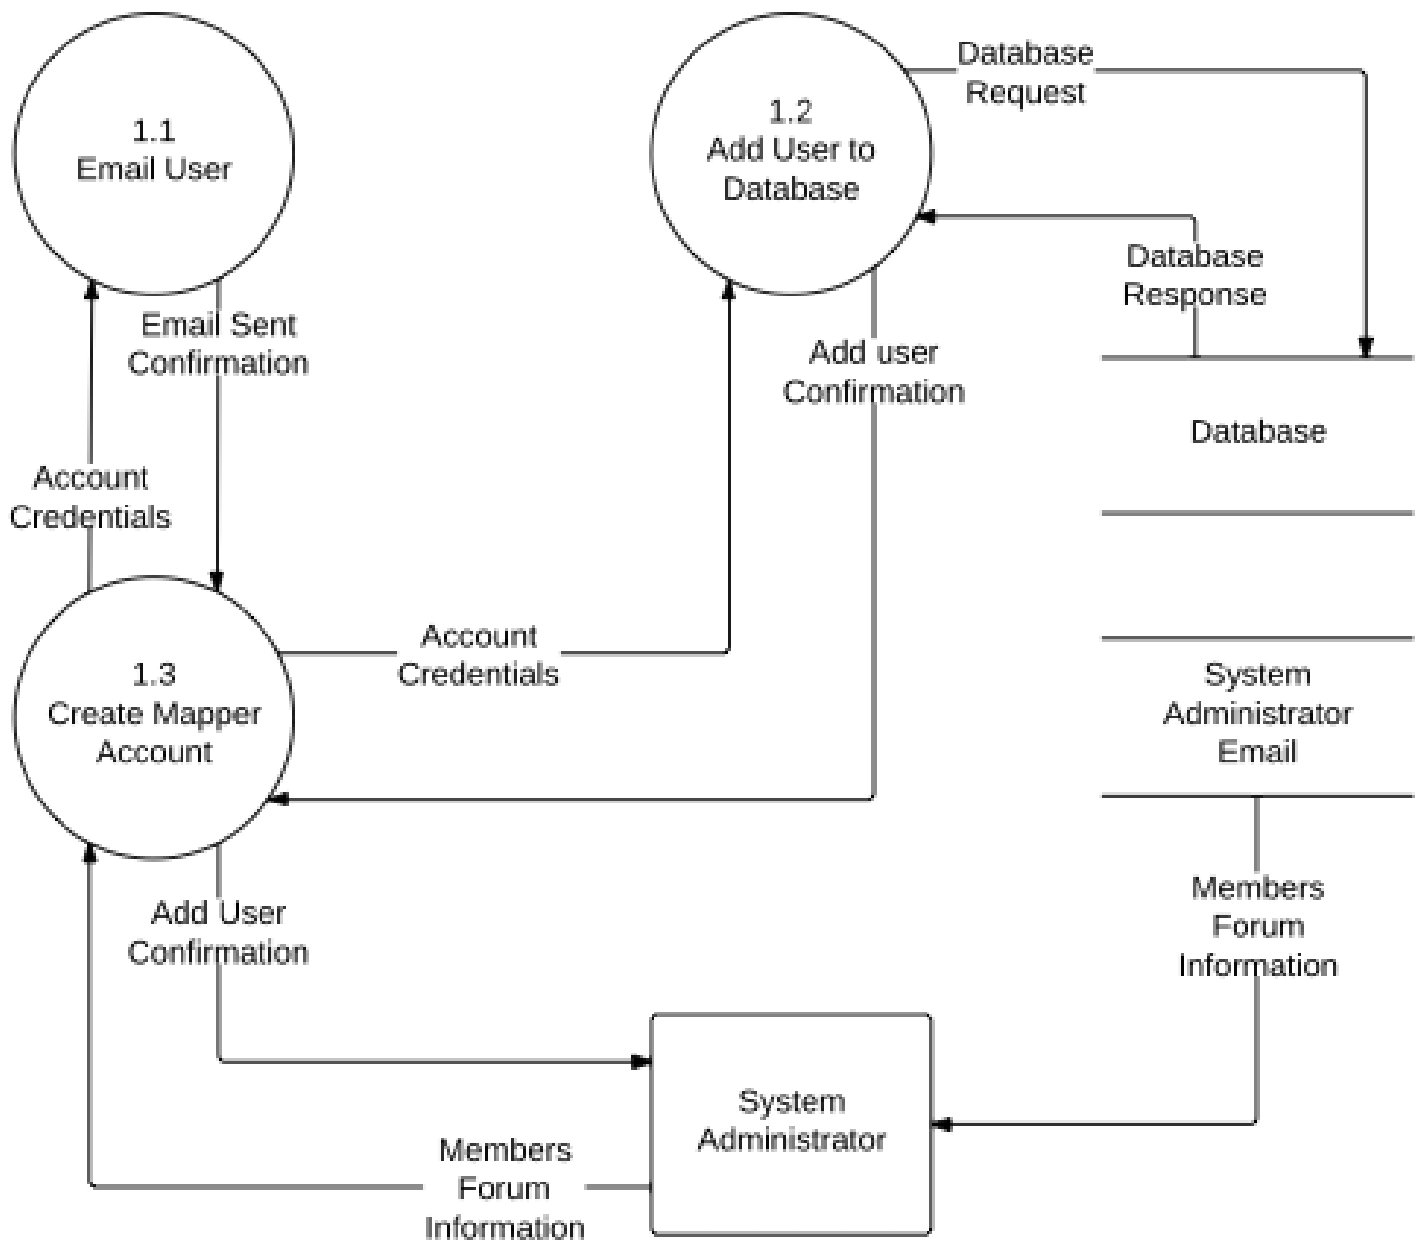 1.1
Email User
1.2
Add User to
Database
Database
Request
Database
Response
Email Sent
Confirmation
Add user
Confirmation
Account
Credentials
Database
Account
Credentials
1.3
Create Mapper
Account
System
Administrator
Email
Add User
Confirmation
Members
Forum
Information
System
Administrator
Members
Forum
Information